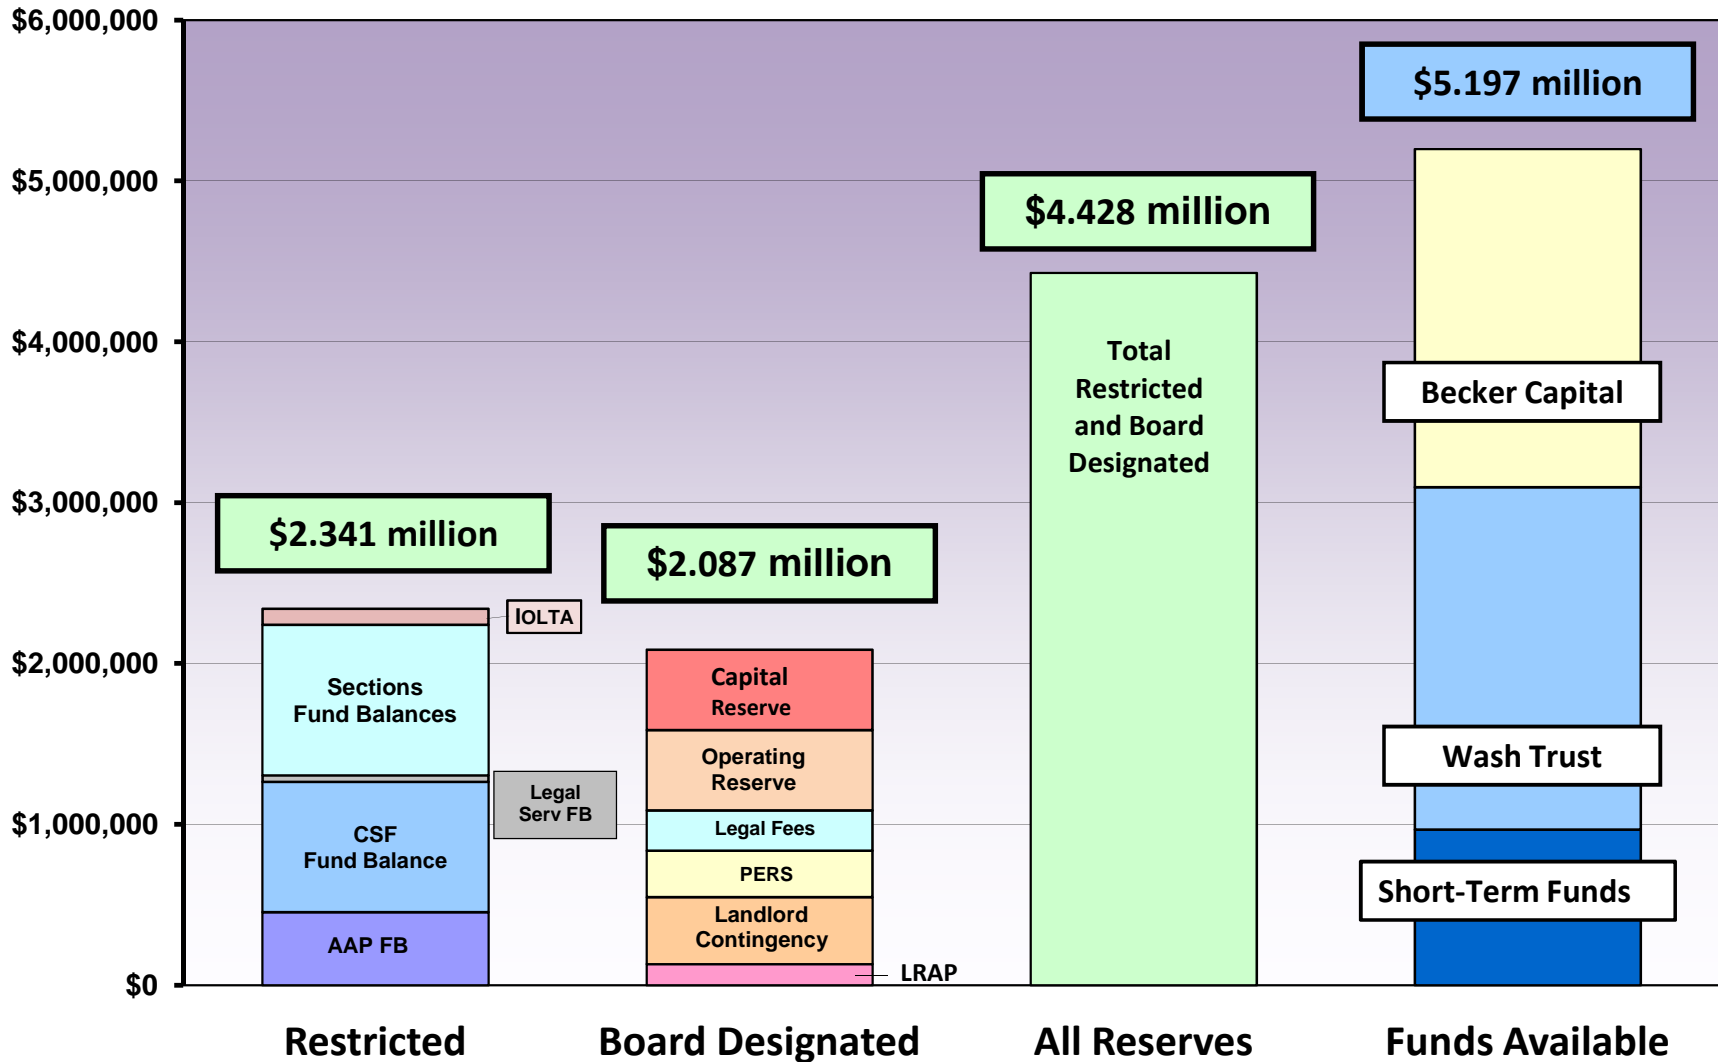 $6,000,000
$5,000,000
$4,000,000
$3,000,000
$2,000,000
$1,000,000
$0
$2.341 million
IOLTA
Sections
Fund Balances
Legal
Serv FB
CSF
Fund Balance
AAP FB
Restricted
$2.087 million
Capital
Reserve
Operating
Reserve
Legal Fees
PERS
Landlord
Contingency
LRAP
Board Designated
$4.428 million
Total
Restricted
and Board
Designated
All Reserves
$5.197 million
Becker Capital
Wash Trust
Short-Term Funds
Funds Available